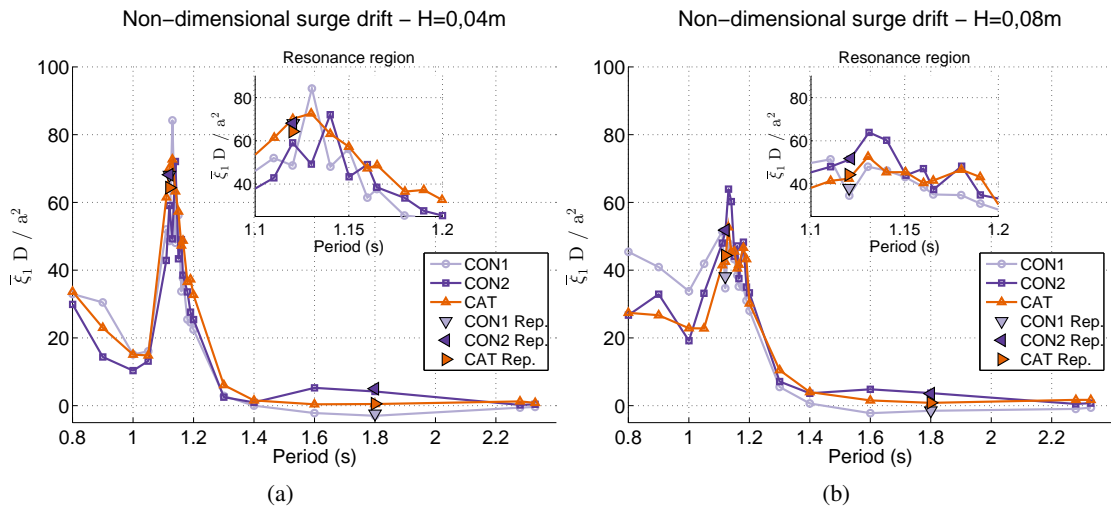 Non-dimensional surge drift - H=0,04m
100
80
60
40
20
0
0.8
1
1.2
1.4
1.6
1.8
2
2.2
Period (s)
ξ̅₁ D / a²
Resonance region
80
60
40
1.1
1.15
1.2
Period (s)
ξ̅₁ D / a²
CON1
CON2
CAT
CON1 Rep.
CON2 Rep.
CAT Rep.
(a)
Non-dimensional surge drift - H=0,08m
100
80
60
40
20
0
0.8
1
1.2
1.4
1.6
1.8
2
2.2
Period (s)
ξ̅₁ D / a²
Resonance region
80
60
40
1.1
1.15
1.2
Period (s)
ξ̅₁ D / a²
CON1
CON2
CAT
CON1 Rep.
CON2 Rep.
CAT Rep.
(b)